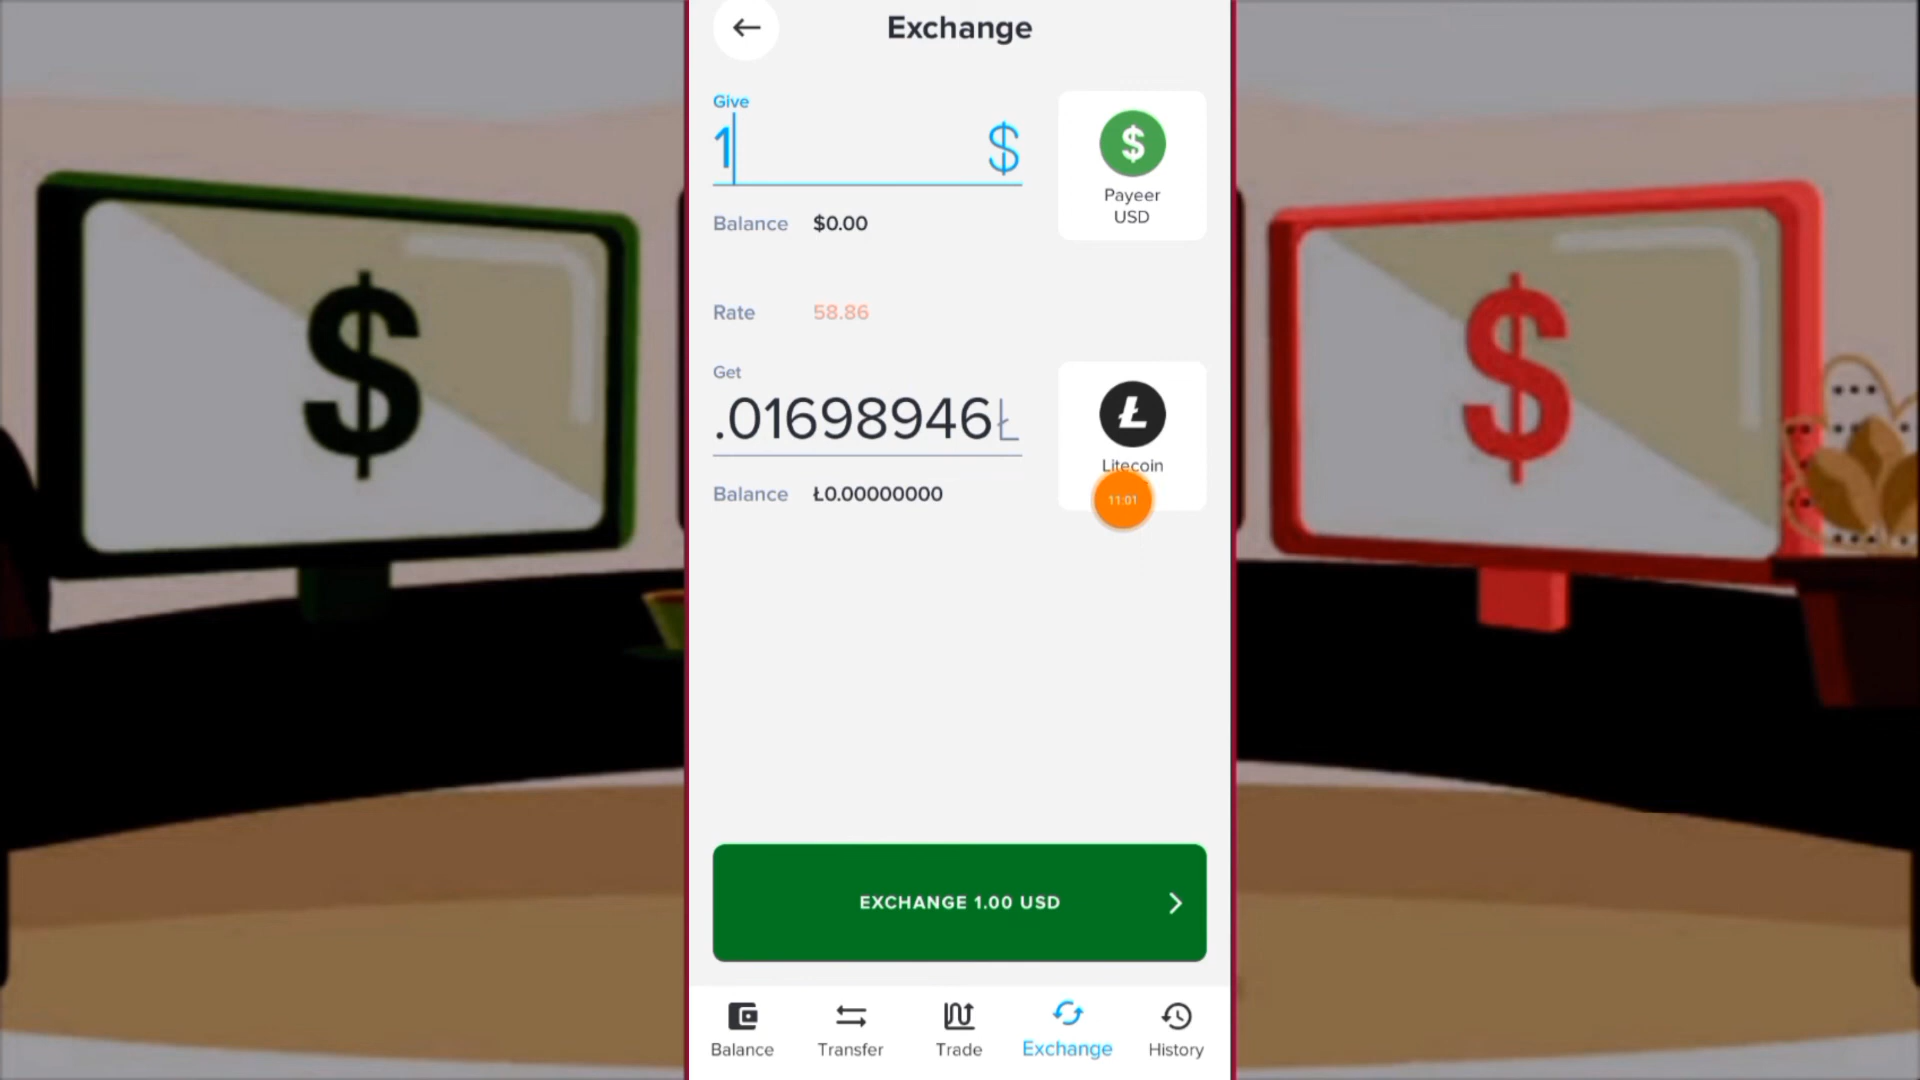 Exchange
Give
1 $
$
Payeer
USD
Balance $0.00
Rate 58.86
Get
.01698946Ł
Litecoin
Balance Ł0.00000000
11:01
EXCHANGE 1.00 USD
Balance Transfer Trade Exchange History
$
$